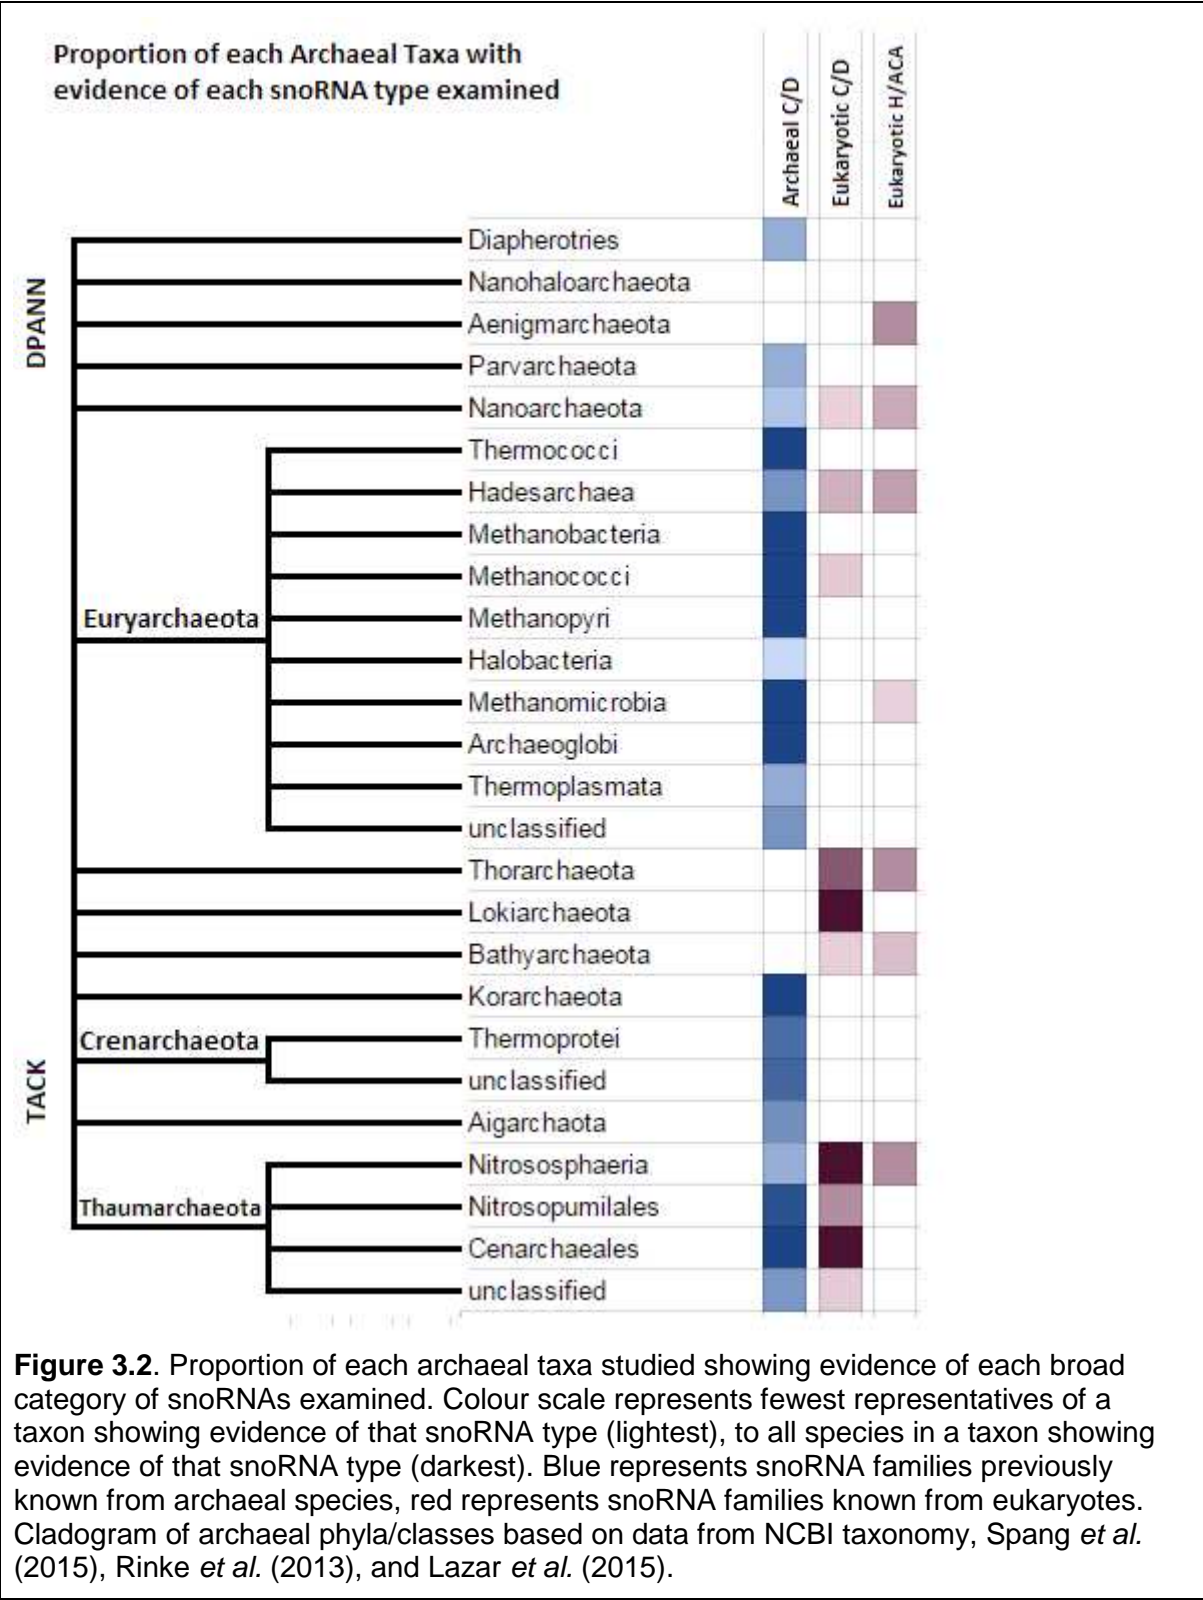 Proportion of each Archaeal Taxa with
evidence of each snoRNA type examined
Archaeal C/D
Eukaryotic C/D
Eukaryotic H/ACA
DPANN
Diapherotries
Nanohaloarchaeota
Aenigmarchaeota
Parvarchaeota
Nanoarchaeota
Euryarchaeota
Thermococci
Hadesarchaea
Methanobacteria
Methanococci
Methanopyri
Halobacteria
Methanomicrobia
Archaeoglobi
Thermoplasmata
unclassified
Thorarchaeota
Lokiarchaeota
Bathyarchaeota
TACK
Korarchaeota
Crenarchaeota
Thermoprotei
unclassified
Aigarchaota
Thaumarchaeota
Nitrososphaeria
Nitrosopumilales
Cenarchaeales
unclassified
Figure 3.2. Proportion of each archaeal taxa studied showing evidence of each broad
category of snoRNAs examined. Colour scale represents fewest representatives of a
taxon showing evidence of that snoRNA type (lightest), to all species in a taxon showing
evidence of that snoRNA type (darkest). Blue represents snoRNA families previously
known from archaeal species, red represents snoRNA families known from eukaryotes.
Cladogram of archaeal phyla/classes based on data from NCBI taxonomy, Spang et al.
(2015), Rinke et al. (2013), and Lazar et al. (2015).